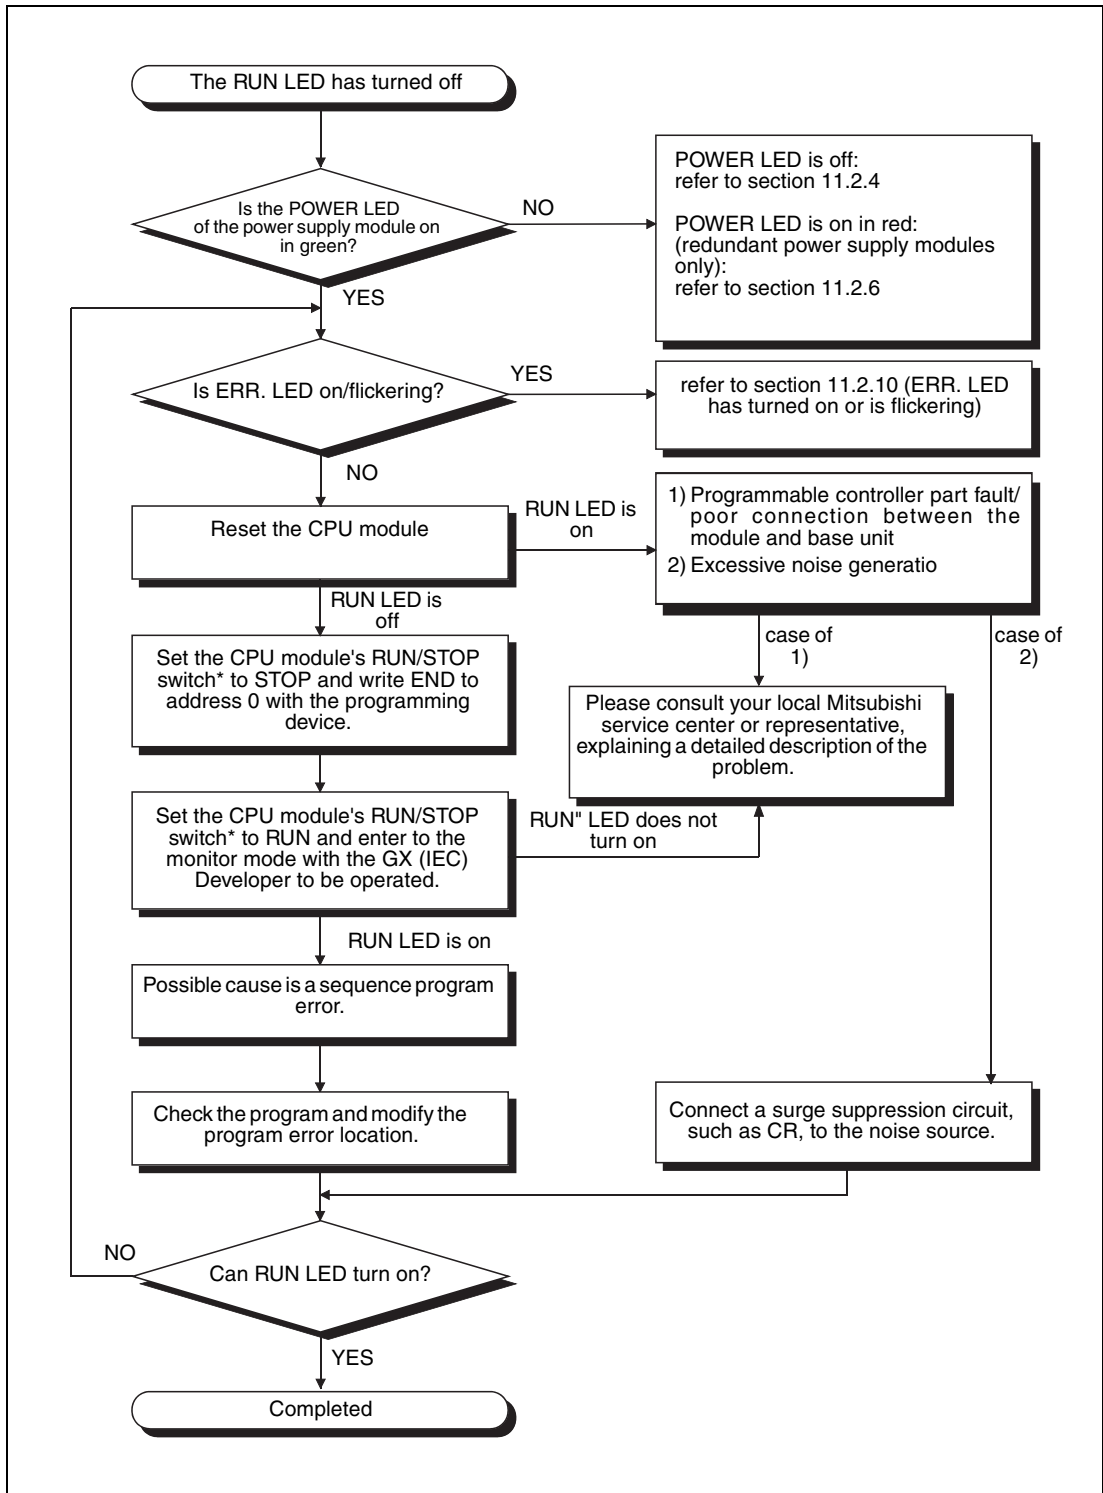 The RUN LED has turned off
Is the POWER LED
of the power supply module on
in green?
NO
POWER LED is off:
refer to section 11.2.4
POWER LED is on in red:
(redundant power supply modules
only):
refer to section 11.2.6
YES
Is ERR. LED on/flickering?
YES
refer to section 11.2.10 (ERR. LED
has turned on or is flickering)
NO
Reset the CPU module
RUN LED is
on
1) Programmable controller part fault/
poor connection between the
module and base unit
2) Excessive noise generatio
RUN LED is
off
case of
1)
case of
2)
Set the CPU module's RUN/STOP
switch* to STOP and write END to
address 0 with the programming
device.
Please consult your local Mitsubishi
service center or representative,
explaining a detailed description of the
problem.
Set the CPU module's RUN/STOP
switch* to RUN and enter to the
monitor mode with the GX (IEC)
Developer to be operated.
RUN" LED does not
turn on
RUN LED is on
Possible cause is a sequence program
error.
Check the program and modify the
program error location.
Connect a surge suppression circuit,
such as CR, to the noise source.
NO
Can RUN LED turn on?
YES
Completed